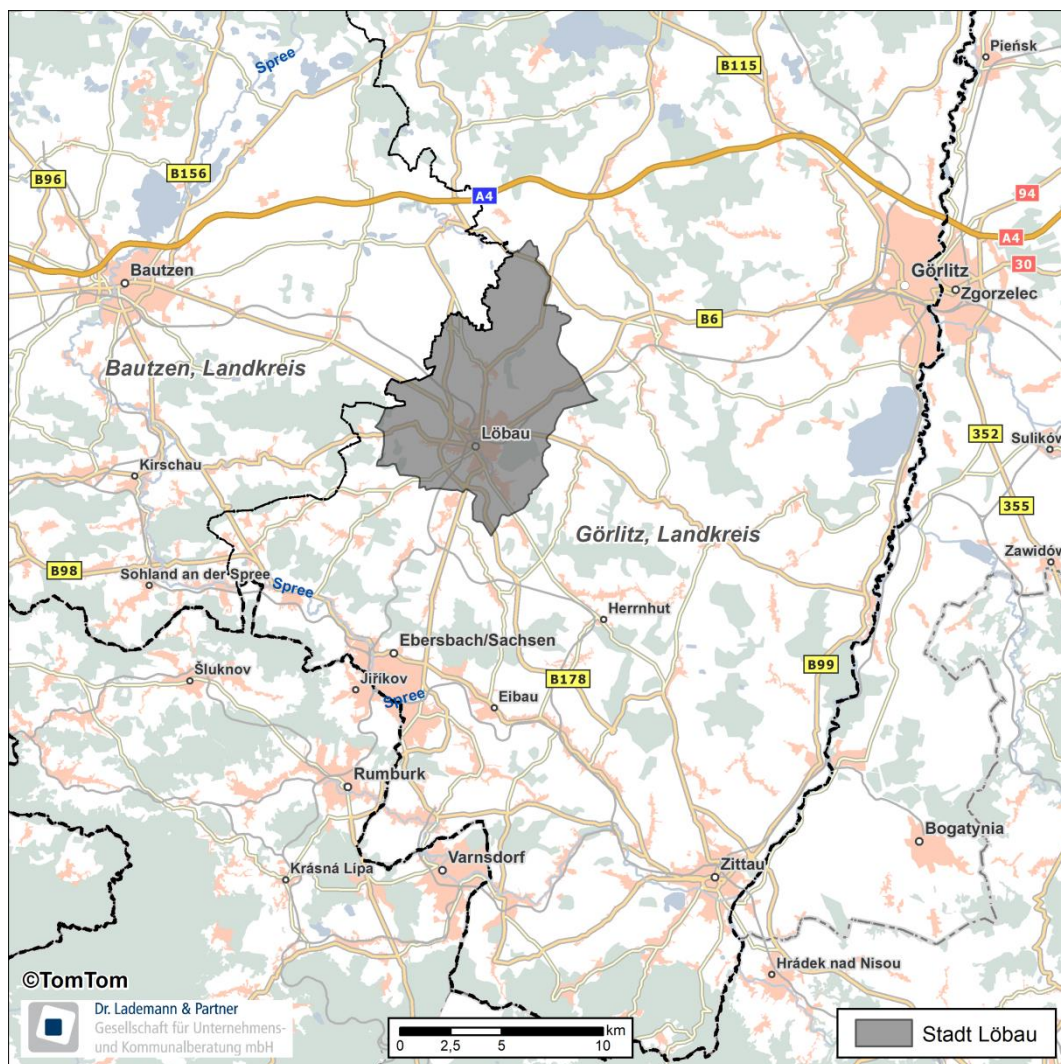 Spree
Pieńsk
B115
B96
B156
A4
94
A4
Bautzen
Görlitz
30
Zgorzelec
B6
Bautzen, Landkreis
352
Löbau
Sulików
Kirschau
355
Görlitz, Landkreis
Zawidów
B98
Sohland an der Spree
Spree
Herrnhut
Ebersbach/Sachsen
B99
Šluknov
Jiříkov
B178
Spree
Eibau
Rumburk
Bogatynia
Varnsdorf
Zittau
Krásná Lípa
Hrádek nad Nisou
©TomTom
Dr. Lademann & Partner
Gesellschaft für Unternehmens-
und Kommunalberatung mbH
km
0 2,5 5 10
Stadt Löbau